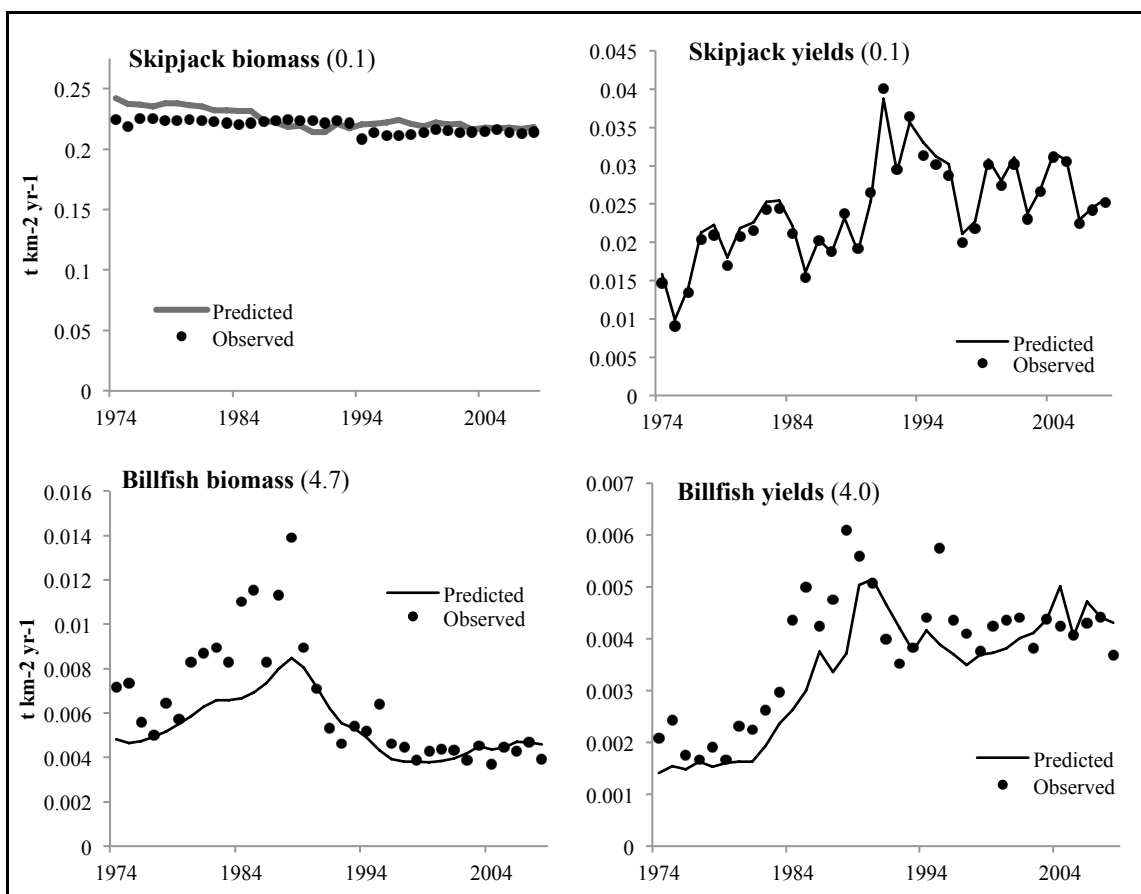 Skipjack biomass (0.1)
t km-2 yr-1
0.25
0.2
0.15
0.1
0.05
0
Predicted
Observed
1974 1984 1994 2004
Skipjack yields (0.1)
0.045
0.04
0.035
0.03
0.025
0.02
0.015
0.01
0.005
0
Predicted
Observed
1974 1984 1994 2004
Billfish biomass (4.7)
t km-2 yr-1
0.016
0.014
0.012
0.01
0.008
0.006
0.004
0.002
0
Predicted
Observed
1974 1984 1994 2004
Billfish yields (4.0)
0.007
0.006
0.005
0.004
0.003
0.002
0.001
0
Predicted
Observed
1974 1984 1994 2004